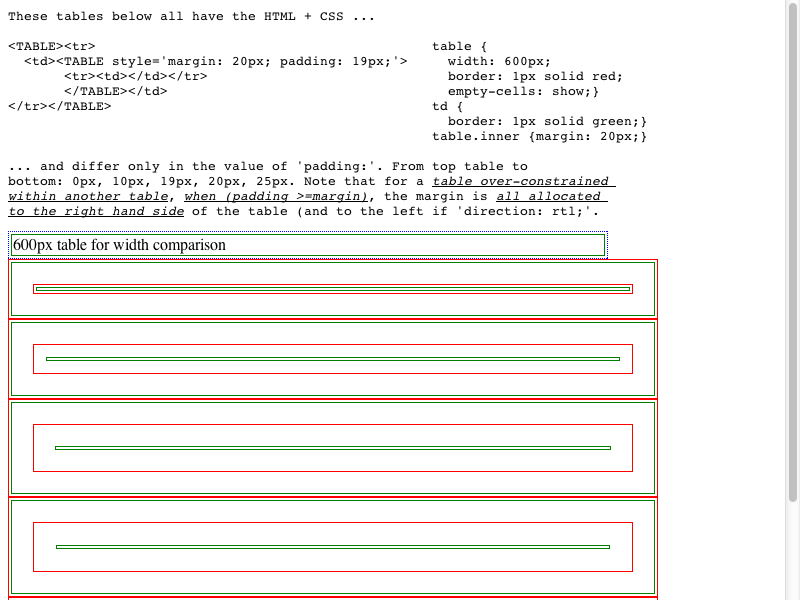 These tables below all have the HTML + CSS ...
<TABLE><tr>                                             table {
  <td><TABLE style='margin: 20px; padding: 19px;'>        width: 600px;
       <tr><td></td></tr>                                 border: 1px solid red;
       </TABLE></td>                                      empty-cells: show;}
</tr></TABLE>                                           td {
                                                          border: 1px solid green;}
                                                        table.inner {margin: 20px;}
... and differ only in the value of 'padding:'. From top table to
bottom: 0px, 10px, 19px, 20px, 25px. Note that for a table over-constrained
within another table, when (padding >=margin), the margin is all allocated
to the right hand side of the table (and to the left if 'direction: rtl;'.
600px table for width comparison